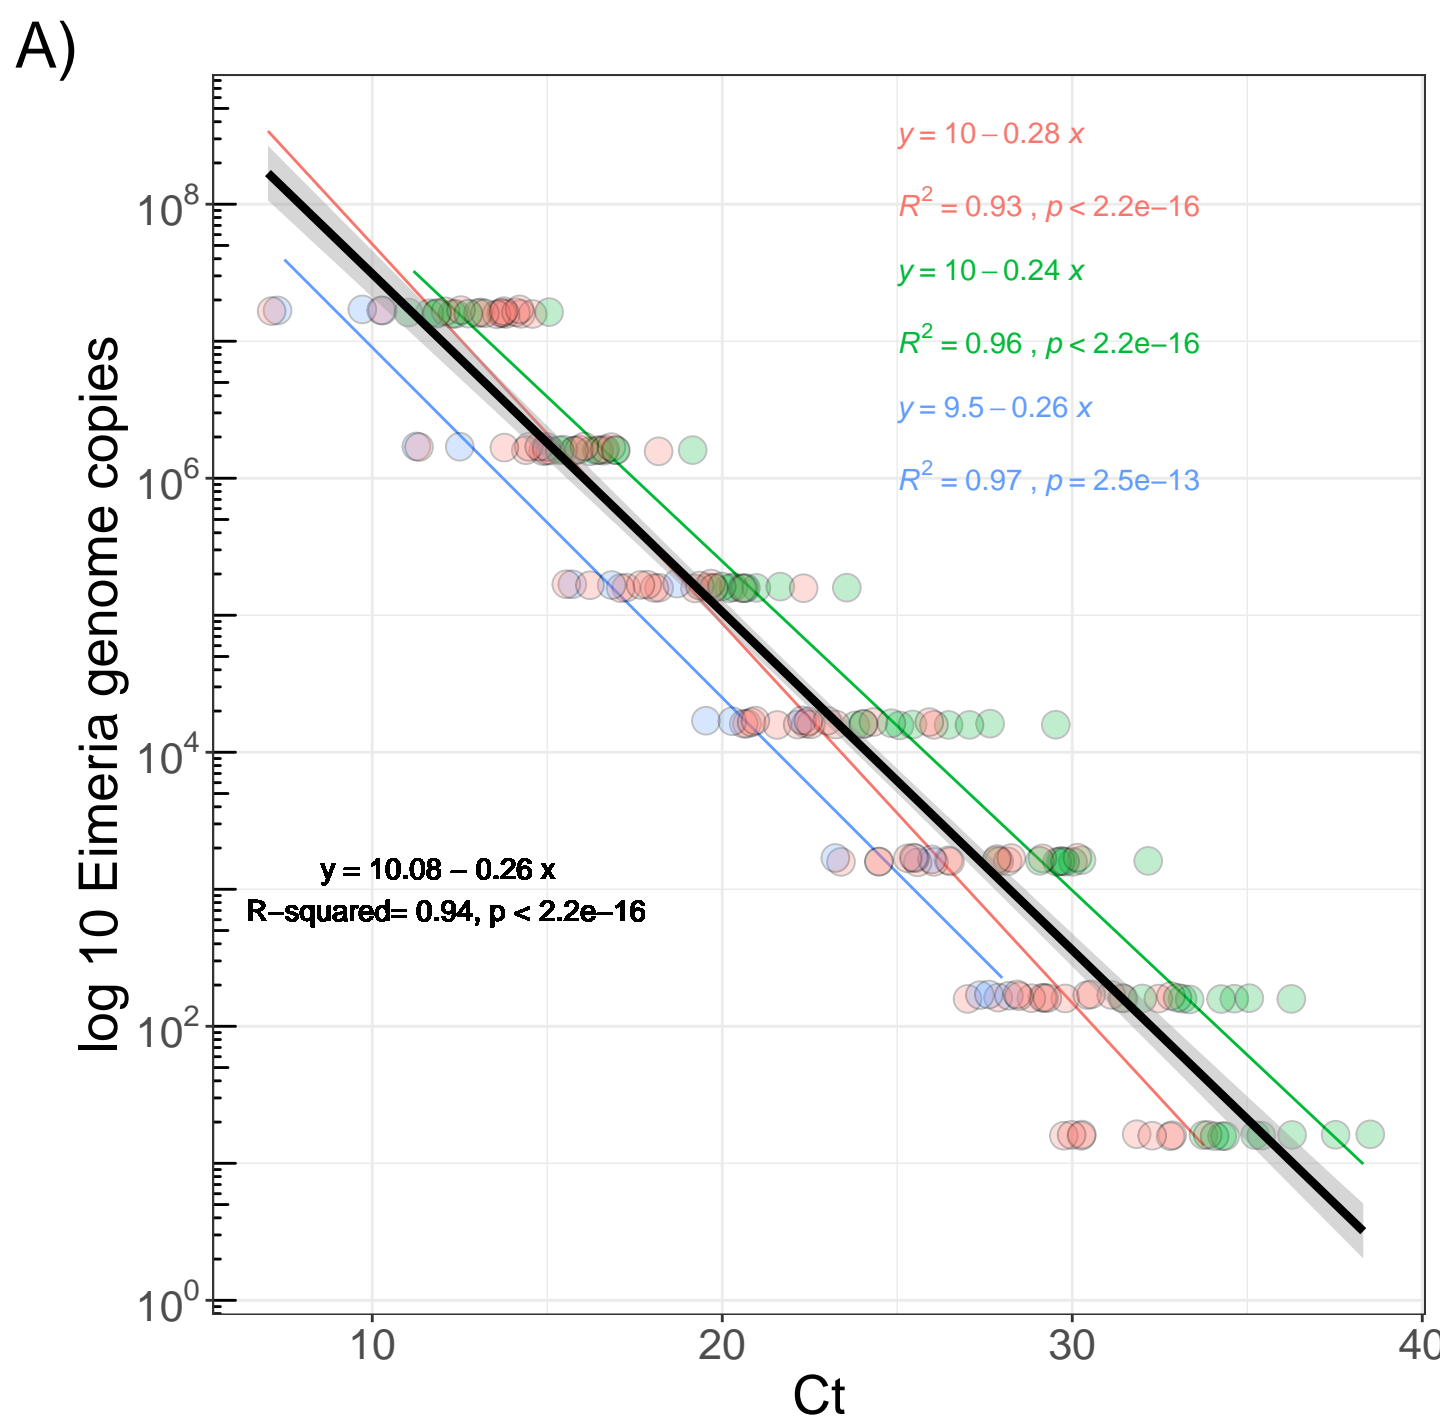 A)
y = 10 – 0.28 x
R² = 0.93 , p < 2.2e–16
y = 10 – 0.24 x
R² = 0.96 , p < 2.2e–16
y = 9.5 – 0.26 x
R² = 0.97 , p = 2.5e–13
10⁸
10⁶
10⁴
10²
10⁰
log 10 Eimeria genome copies
y = 10.08 – 0.26 x
R–squared= 0.94, p < 2.2e–16
10 20 30 40
Ct